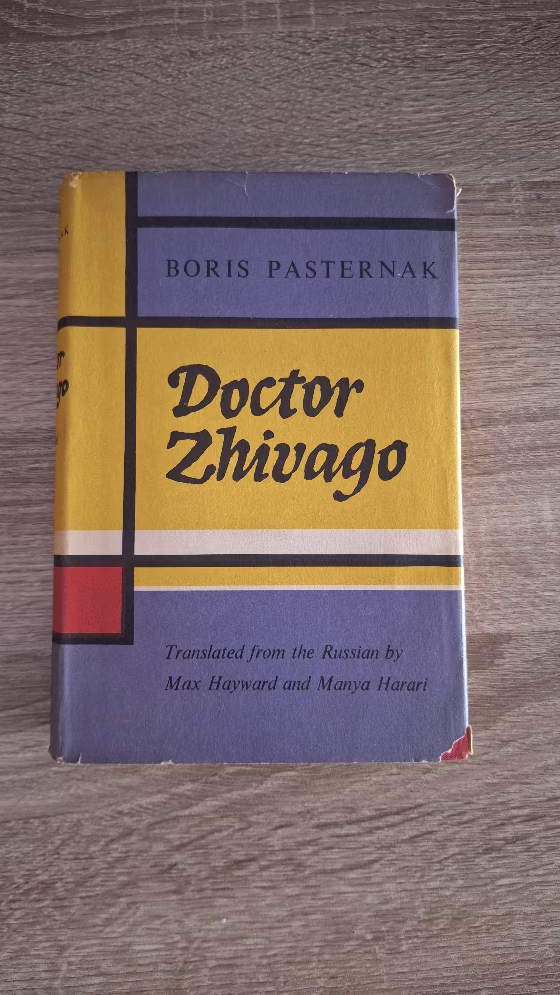 BORIS PASTERNAK
Doctor
Zhivago
Translated from the Russian by
Max Hayward and Manya Harari